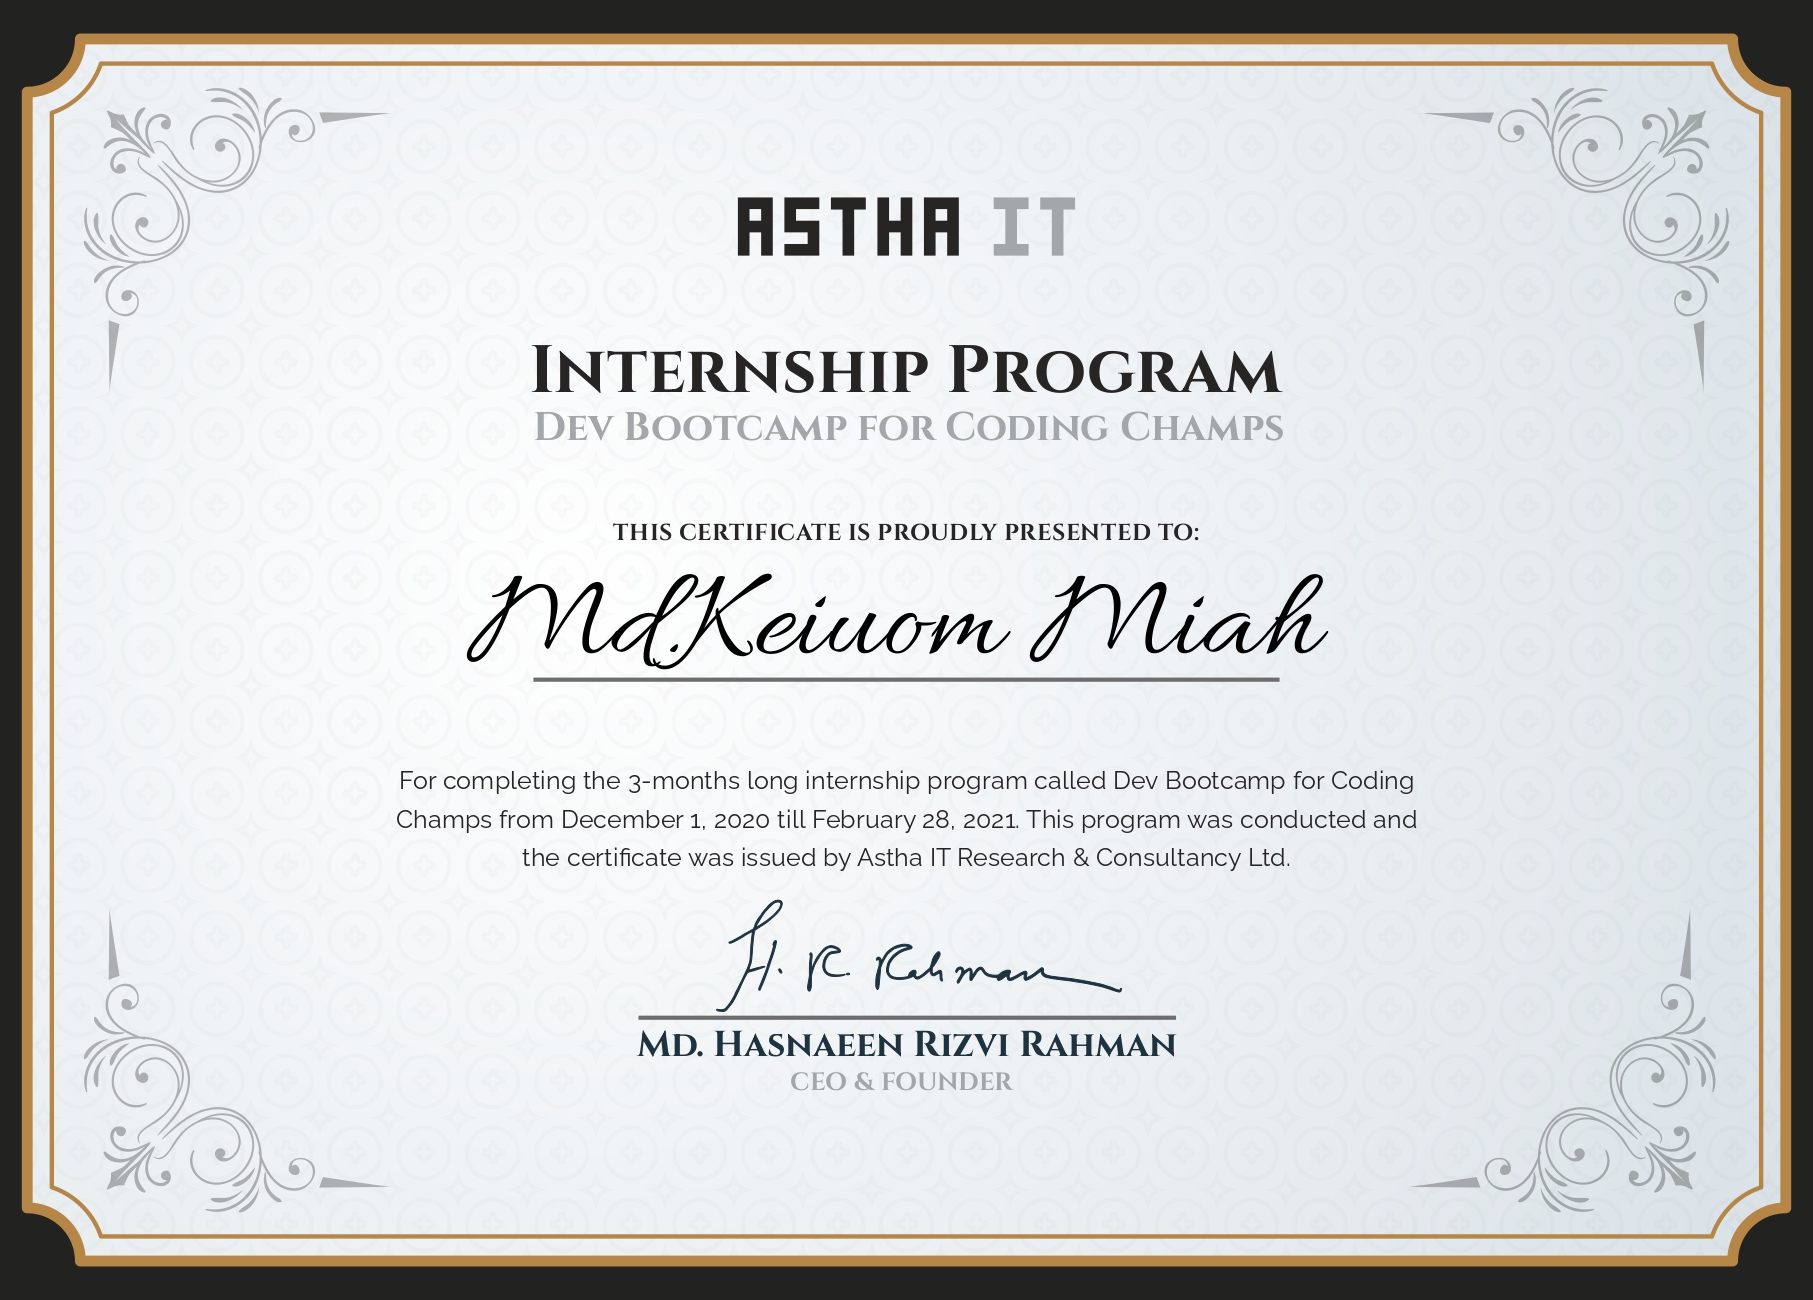 ASTHA IT
INTERNSHIP PROGRAM
DEV BOOTCAMP FOR CODING CHAMPS
THIS CERTIFICATE IS PROUDLY PRESENTED TO:
Md.Keiuom Miah
For completing the 3-months long internship program called Dev Bootcamp for Coding
Champs from December 1, 2020 till February 28, 2021. This program was conducted and
the certificate was issued by Astha IT Research & Consultancy Ltd.
H. R. Rahman
MD. HASNAEEN RIZVI RAHMAN
CEO & FOUNDER